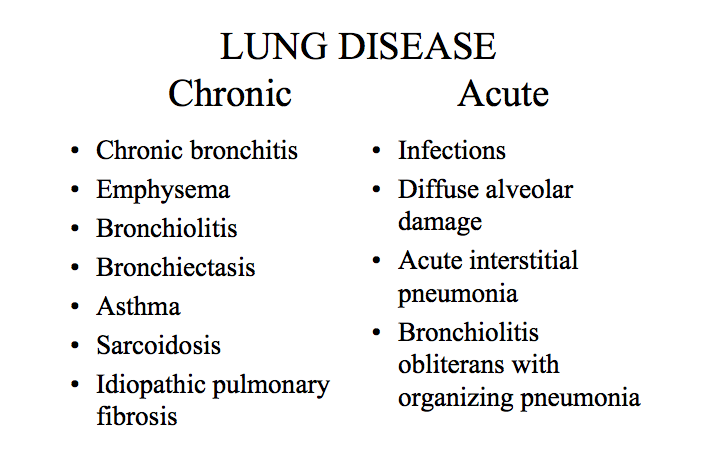 LUNG DISEASE
Chronic
Acute
• Chronic bronchitis
• Emphysema
• Bronchiolitis
• Bronchiectasis
• Asthma
• Sarcoidosis
• Idiopathic pulmonary
fibrosis
• Infections
• Diffuse alveolar
damage
• Acute interstitial
pneumonia
• Bronchiolitis
obliterans with
organizing pneumonia